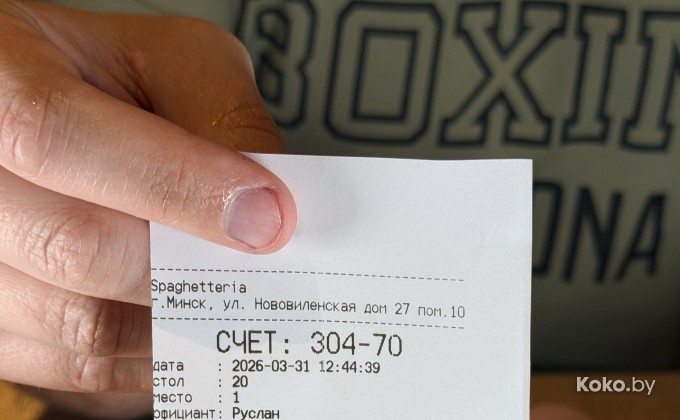 BOXIN
ONA
Spaghetteria
г.Минск, ул. Нововиленская дом 27 пом.10
СЧЕТ: 304-70
дата : 2026-03-31 12:44:39
стол : 20
место : 1
официант: Руслан
Koko.by